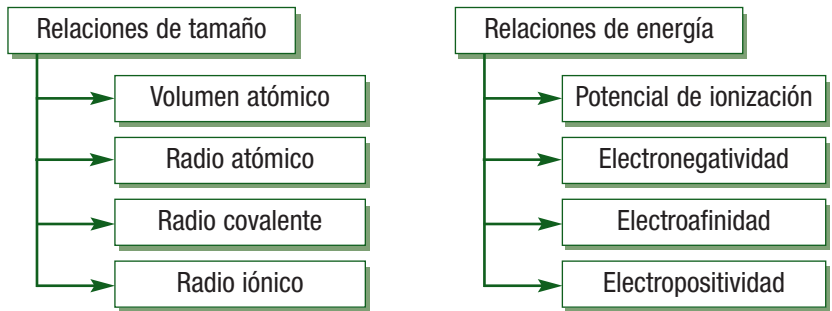 Relaciones de tamaño
Volumen atómico
Radio atómico
Radio covalente
Radio iónico
Relaciones de energía
Potencial de ionización
Electronegatividad
Electroafinidad
Electropositividad